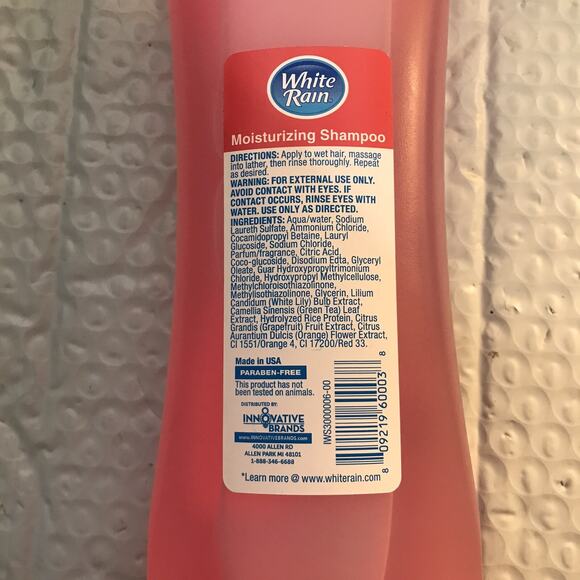 White
Rain
Moisturizing Shampoo
DIRECTIONS: Apply to wet hair, massage
into lather, then rinse thoroughly. Repeat
as desired.
WARNING: FOR EXTERNAL USE ONLY.
AVOID CONTACT WITH EYES. IF
CONTACT OCCURS, RINSE EYES WITH
WATER. USE ONLY AS DIRECTED.
INGREDIENTS: Aqua/water, Sodium
Laureth Sulfate, Ammonium Chloride,
Cocamidopropyl Betaine, Lauryl
Glucoside, Sodium Chloride,
Parfum/fragrance, Citric Acid,
Coco-glucoside, Disodium Edta, Glyceryl
Oleate, Guar Hydroxypropyltrimonium
Chloride, Hydroxypropyl Methylcellulose,
Methylchloroisothiazolinone,
Methylisothiazolinone, Glycerin, Lilium
Candidum (White Lily) Bulb Extract,
Camellia Sinensis (Green Tea) Leaf
Extract, Hydrolyzed Rice Protein, Citrus
Grandis (Grapefruit) Fruit Extract, Citrus
Aurantium Dulcis (Orange) Flower Extract,
CI 1551/Orange 4, CI 17200/Red 33.
Made in USA
PARABEN-FREE
This product has not
been tested on animals.
DISTRIBUTED BY:
INNOVATIVE
BRANDS
WWW.INNOVATIVEBRANDS.COM
4000 ALLEN RD
ALLEN PARK MI 48101
1-888-346-6688
IWS3000006-00
8 09219 60003 8
*Learn more @ www.whiterain.com